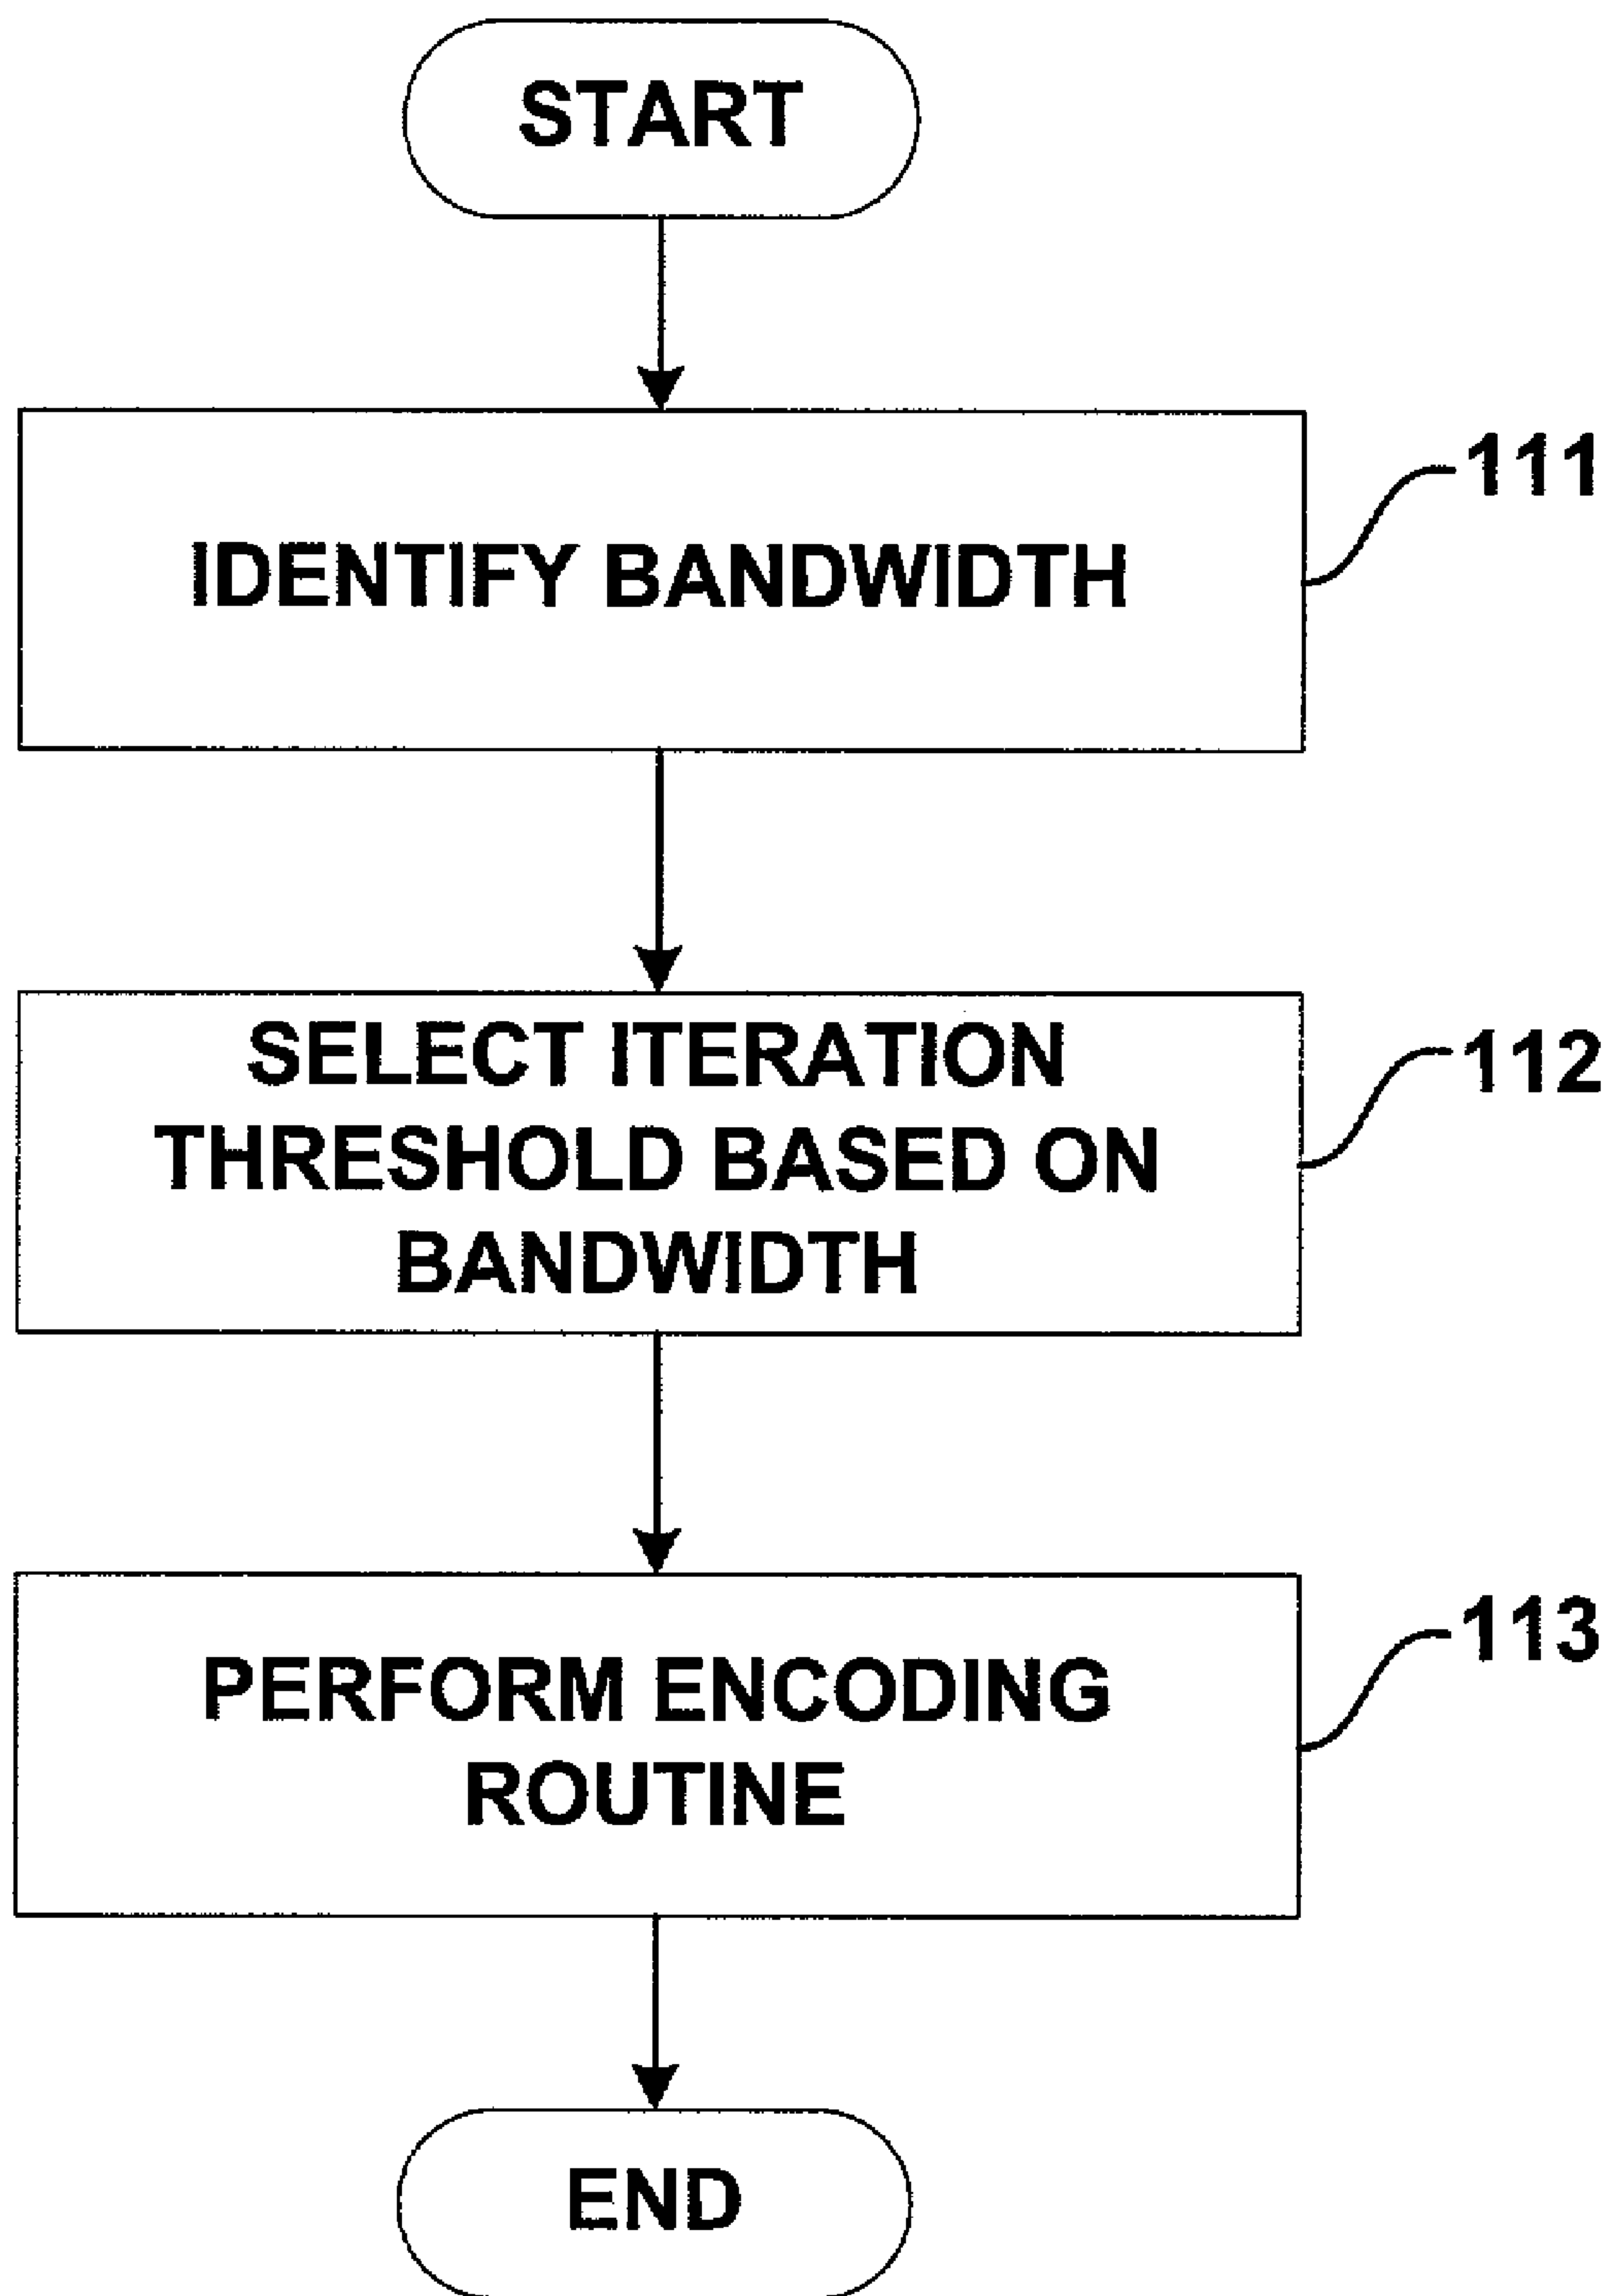 START
IDENTIFY BANDWIDTH
111
SELECT ITERATION
THRESHOLD BASED ON
BANDWIDTH
112
PERFORM ENCODING
ROUTINE
113
END